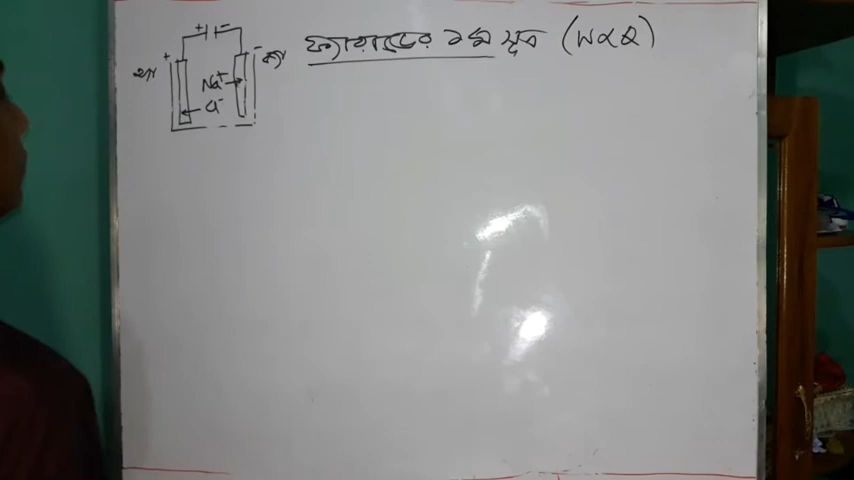 + -
ফ্যারাডের ১ম সূত্র (W∝Q)
+ -
Na+
Cl-